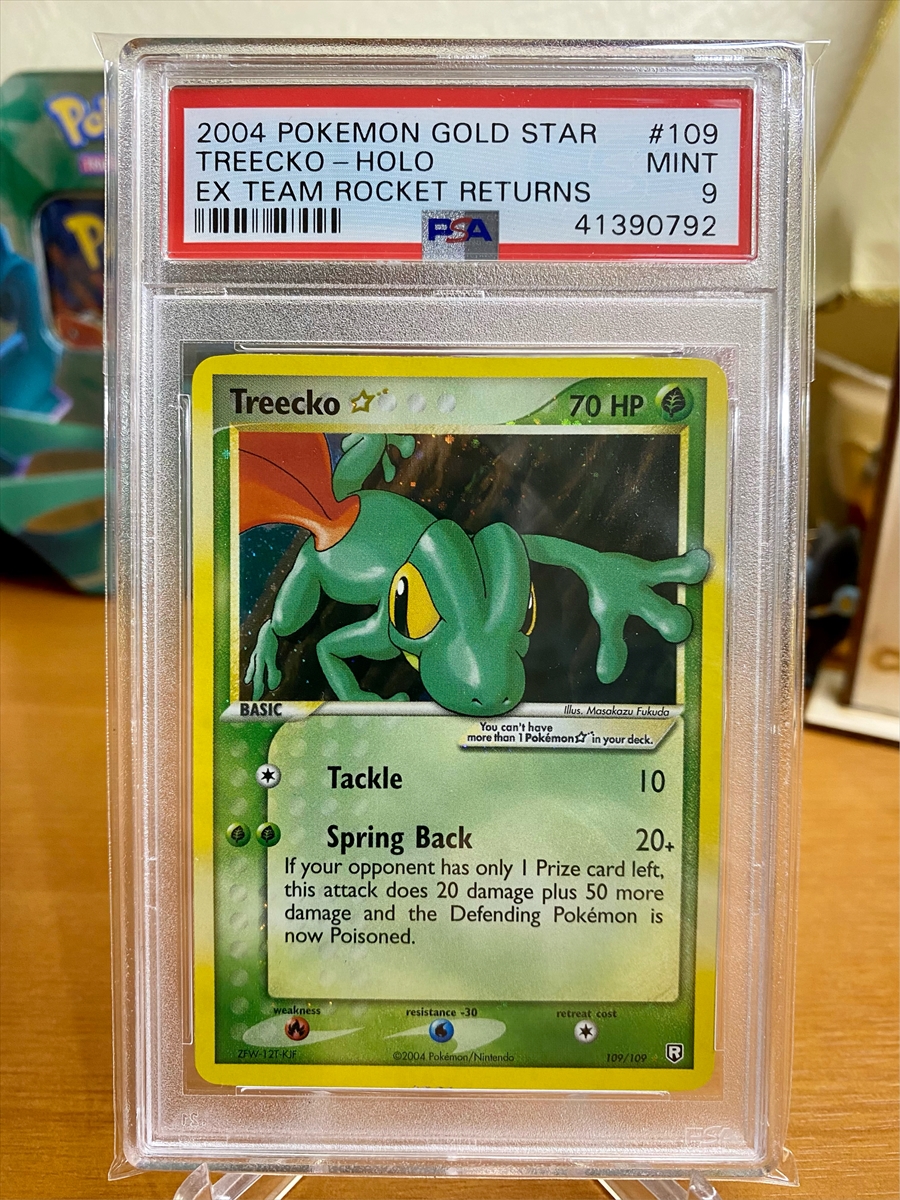 2004 POKEMON GOLD STAR #109
TREECKO - HOLO MINT
EX TEAM ROCKET RETURNS 9
PSA 41390792
Treecko ☆ 70 HP
BASIC Illus. Masakazu Fukuda
You can't have
more than 1 Pokémon☆ in your deck.
Tackle 10
Spring Back 20+
If your opponent has only 1 Prize card left,
this attack does 20 damage plus 50 more
damage and the Defending Pokémon is
now Poisoned.
weakness resistance -30 retreat cost
ZFW-12T-KJF ©2004 Pokémon/Nintendo 109/109 R